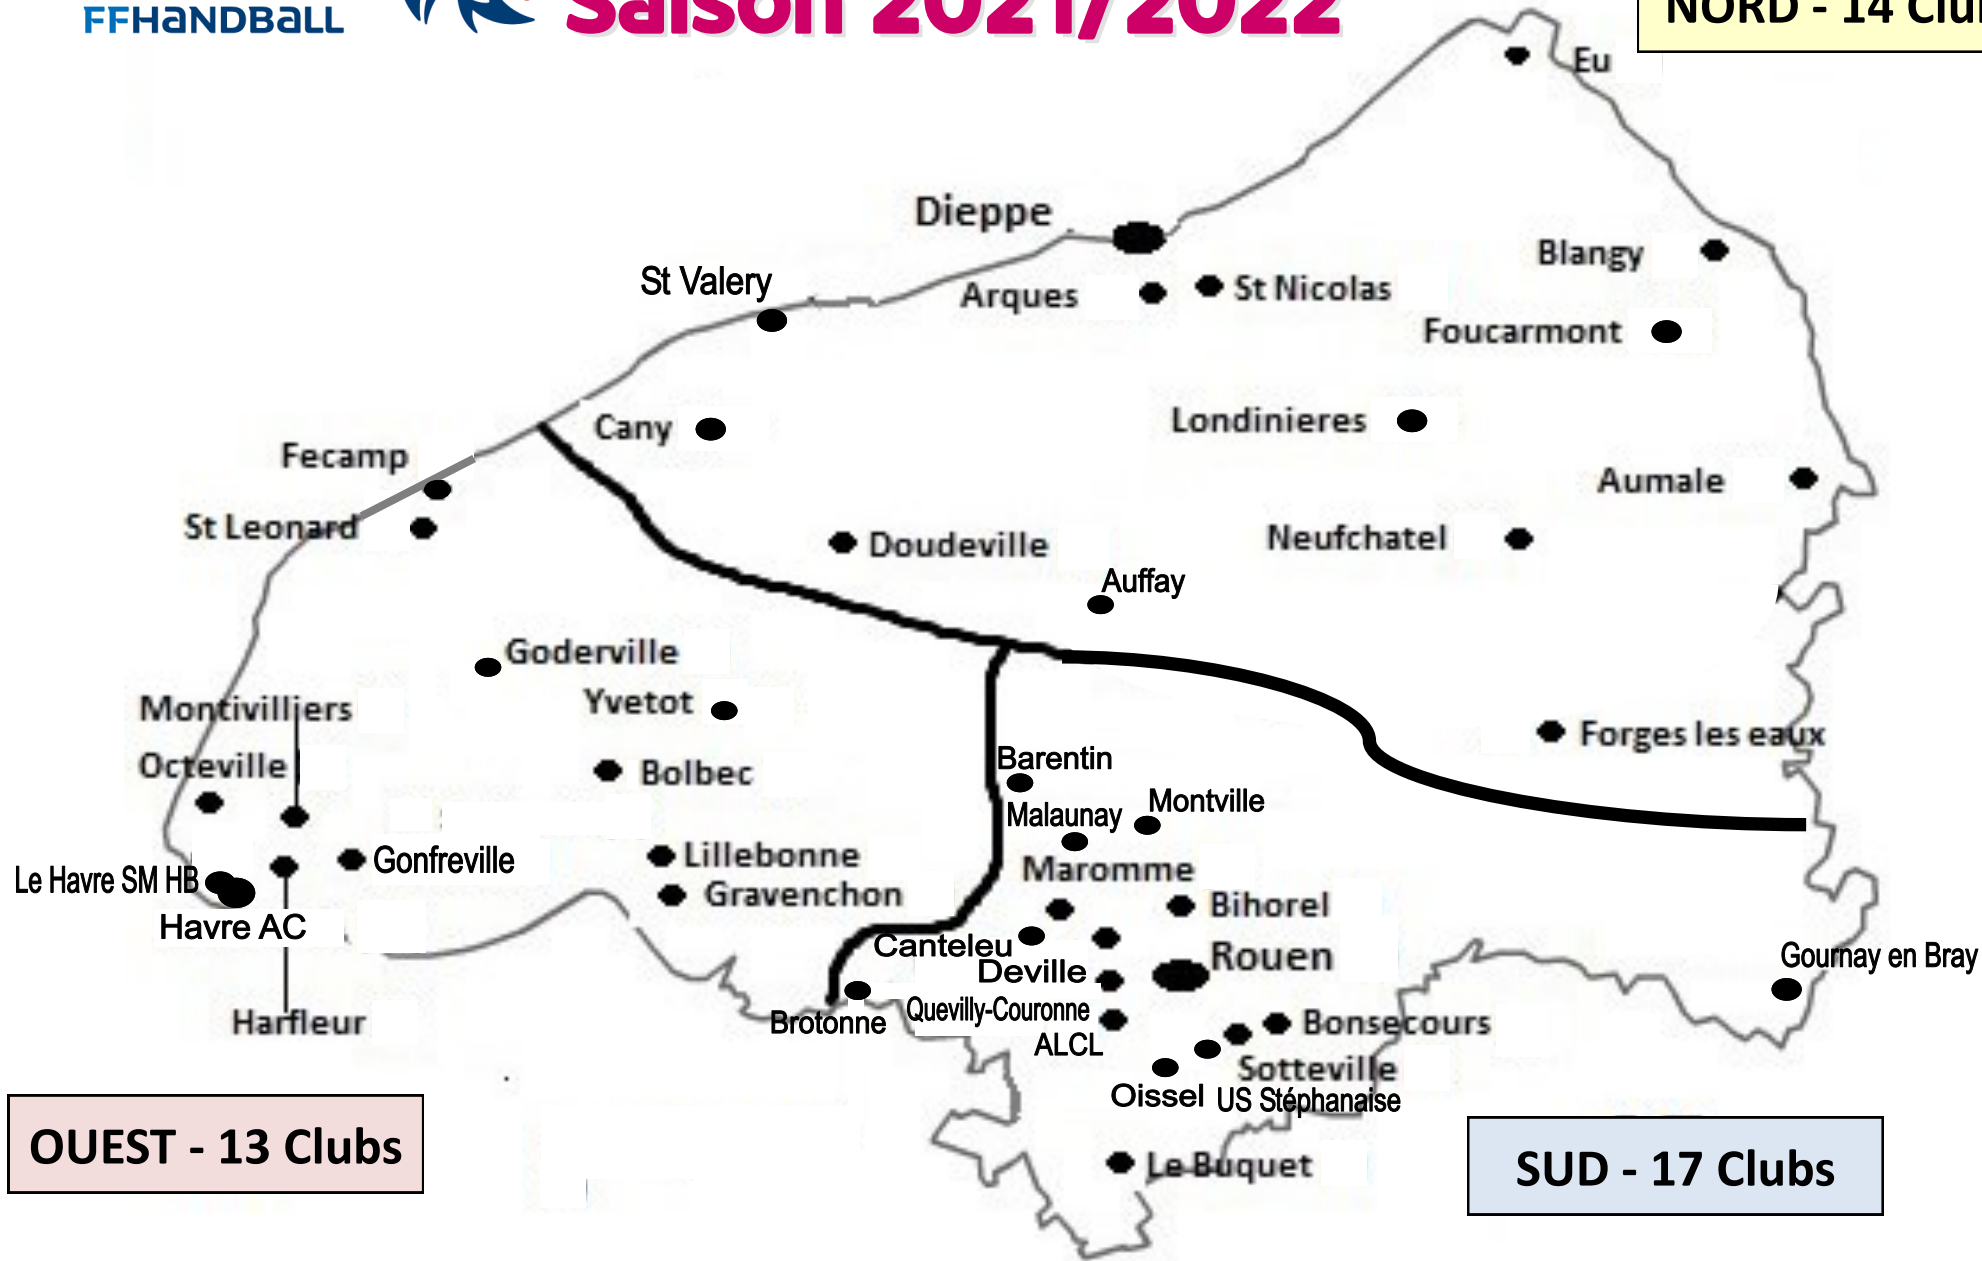 FFHANDBALL
Saison 2021/2022
NORD - 14 Clu
Eu
Dieppe
Blangy
St Valery
Arques
St Nicolas
Foucarmont
Cany
Londinieres
Fecamp
Aumale
St Leonard
Doudeville
Neufchatel
Auffay
Goderville
Yvetot
Montivilliers
Forges les eaux
Octeville
Bolbec
Barentin
Malaunay
Montville
Gonfreville
Lillebonne
Maromme
Le Havre SM HB
Gravenchon
Bihorel
Havre AC
Canteleu
Rouen
Gournay en Bray
Deville
Quevilly-Couronne
Brotonne
Harfleur
Bonsecours
ALCL
Sotteville
Oissel
US Stéphanaise
OUEST - 13 Clubs
Le Buquet
SUD - 17 Clubs